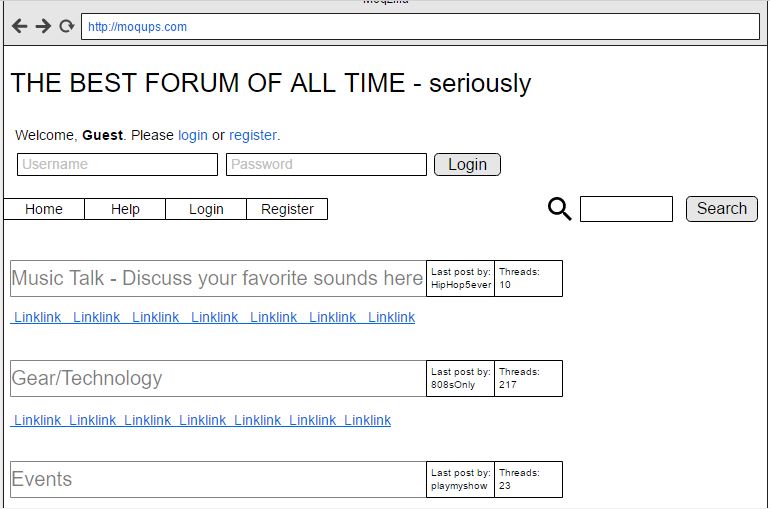 http://moqups.com
THE BEST FORUM OF ALL TIME - seriously
Welcome, Guest. Please login or register.
Username Password Login
Home Help Login Register Search
Music Talk - Discuss your favorite sounds here Last post by: HipHop5ever Threads: 10
Linklink Linklink Linklink Linklink Linklink Linklink Linklink
Gear/Technology Last post by: 808sOnly Threads: 217
Linklink Linklink Linklink Linklink Linklink Linklink Linklink
Events Last post by: playmyshow Threads: 23